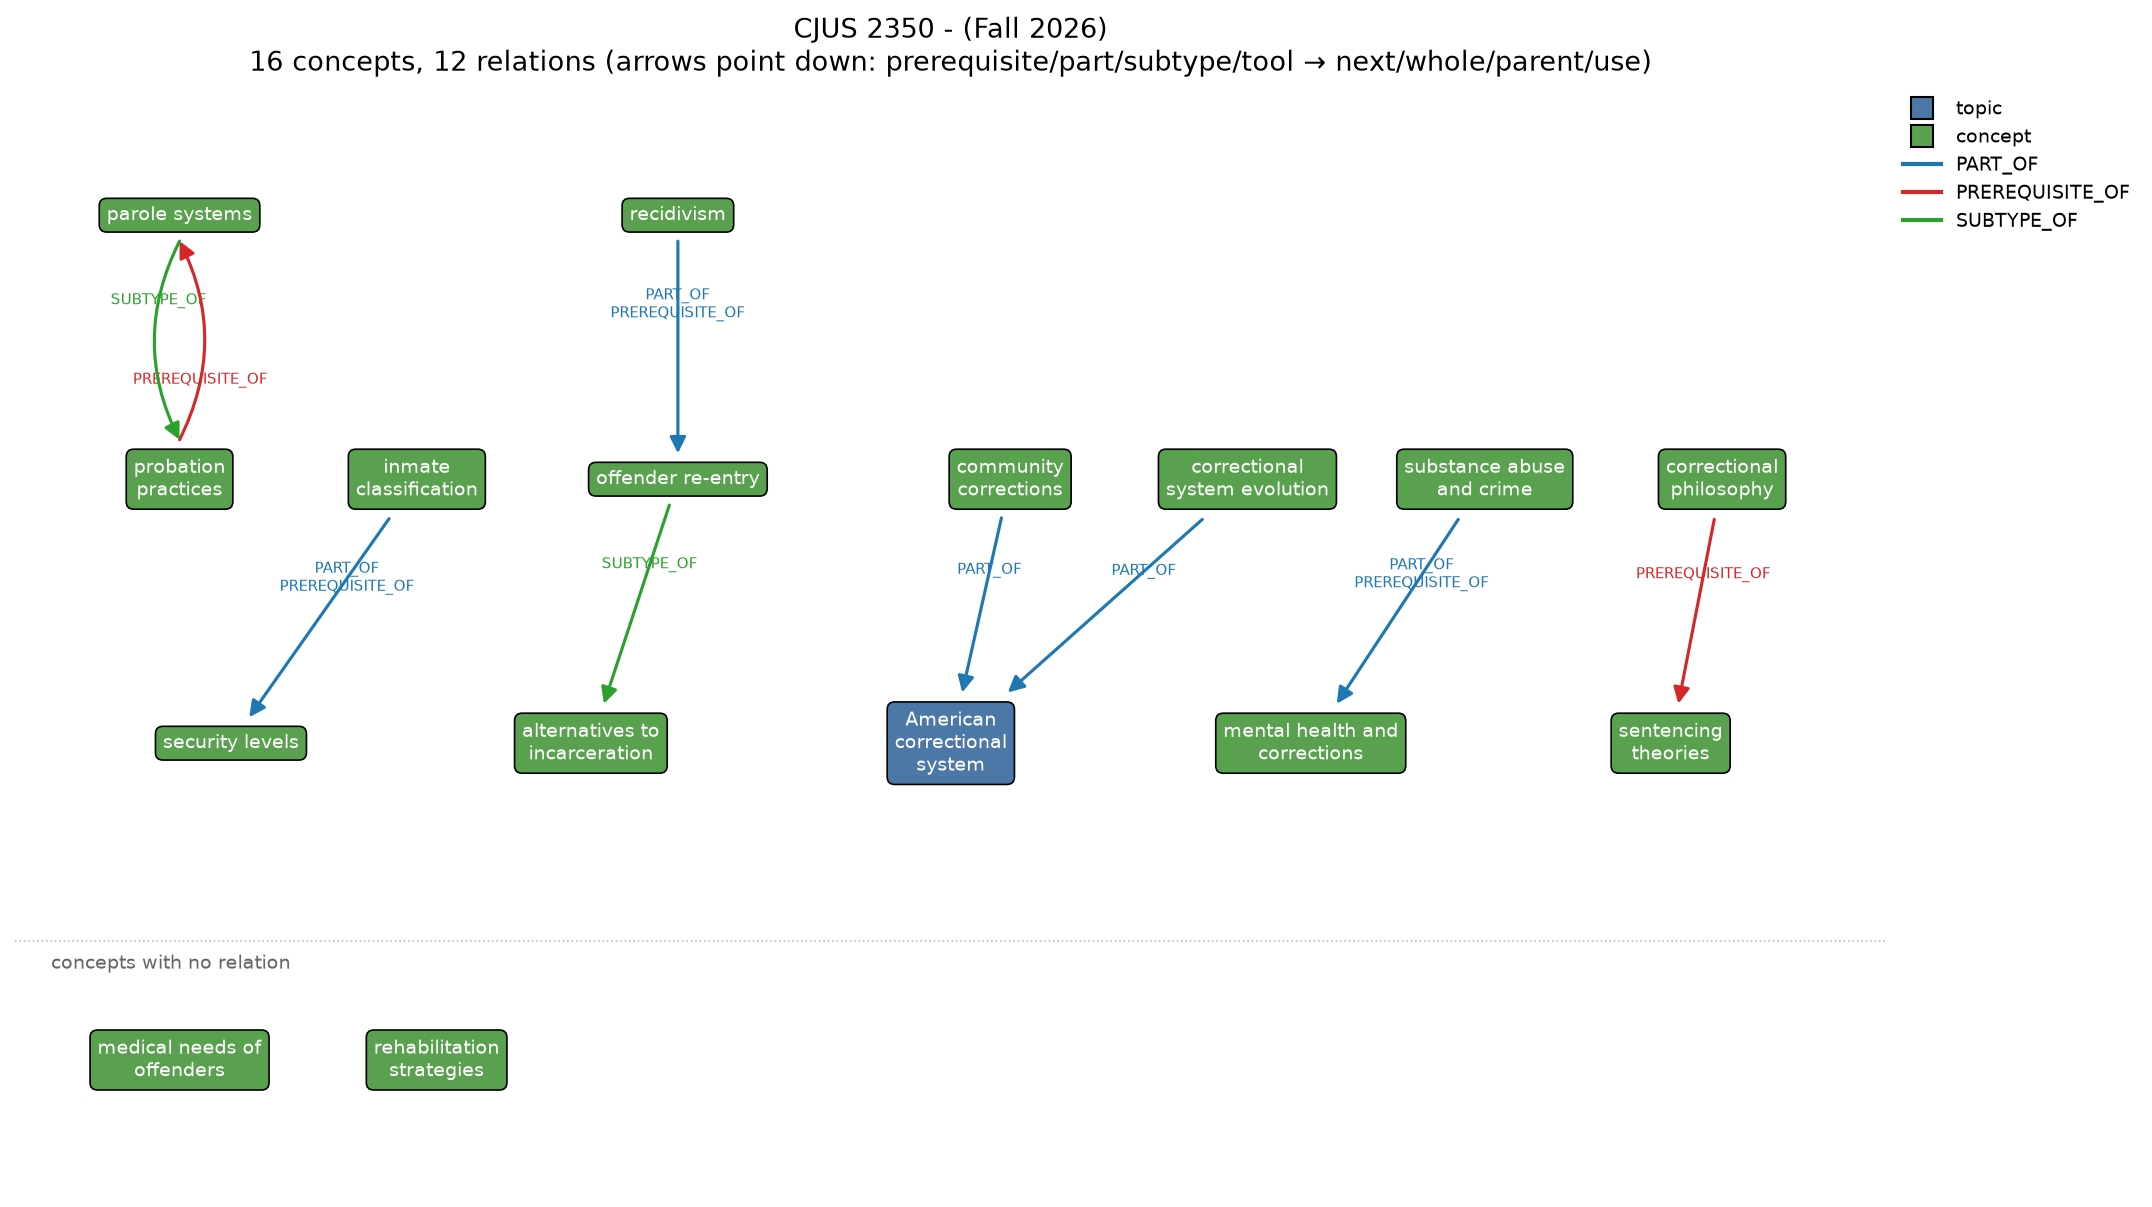 CJUS 2350 - (Fall 2026)
16 concepts, 12 relations (arrows point down: prerequisite/part/subtype/tool → next/whole/parent/use)
topic
concept
PART_OF
PREREQUISITE_OF
SUBTYPE_OF
parole systems
recidivism
SUBTYPE_OF
PART_OF
PREREQUISITE_OF
PREREQUISITE_OF
probation
practices
inmate
classification
offender re-entry
community
corrections
correctional
system evolution
substance abuse
and crime
correctional
philosophy
PART_OF
PREREQUISITE_OF
SUBTYPE_OF
PART_OF
PART_OF
PART_OF
PREREQUISITE_OF
PREREQUISITE_OF
security levels
alternatives to
incarceration
American
correctional
system
mental health and
corrections
sentencing
theories
concepts with no relation
medical needs of
offenders
rehabilitation
strategies